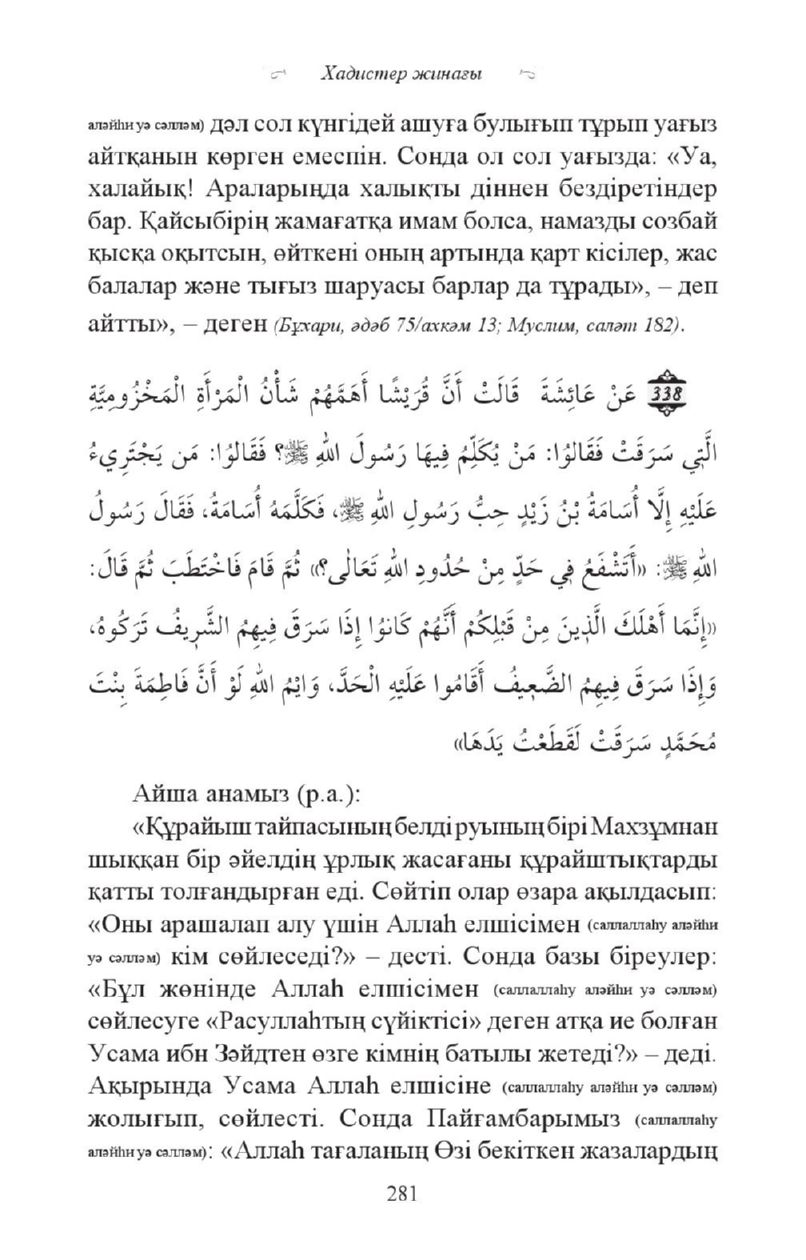 Хадистер жинағы
аләйһи уә сәлләм) дәл сол күнгідей ашуға булығып тұрып уағыз
айтқанын көрген емеспін. Сонда ол сол уағызда: «Уа,
халайық! Араларыңда халықты діннен бездіретіндер
бар. Қайсыбірің жамағатқа имам болса, намазды созбай
қысқа оқытсын, өйткені оның артында қарт кісілер, жас
балалар және тығыз шаруасы барлар да тұрады», – деп
айтты», – деген (Бұхари, әдәб 75/ахкәм 13; Муслим, саләт 182).
338 عَنْ عَائِشَةَ قَالَتْ أَنَّ قُرَيْشًا أَهَمَّهُمْ شَأْنُ الْمَرْأَةِ الْمَخْزُومِيَّةِ
الَّتِي سَرَقَتْ فَقَالُوا: مَنْ يُكَلِّمُ فِيهَا رَسُولَ اللهِ ﷺ؟ فَقَالُوا: مَن يَجْتَرِيءُ
عَلَيْهِ إِلَّا أُسَامَةُ بْنُ زَيْدٍ حِبُّ رَسُولِ اللهِ ﷺ، فَكَلَّمَهُ أُسَامَةُ، فَقَالَ رَسُولُ
اللهِ ﷺ: «أَتَشْفَعُ فِي حَدٍّ مِنْ حُدُودِ اللهِ تَعَالٰى؟» ثُمَّ قَامَ فَاخْتَطَبَ ثُمَّ قَالَ:
«إِنَّمَا أَهْلَكَ الَّذِينَ مِنْ قَبْلِكُمْ أَنَّهُمْ كَانُوا إِذَا سَرَقَ فِيهِمُ الشَّرِيفُ تَرَكُوهُ،
وَإِذَا سَرَقَ فِيهِمُ الضَّعِيفُ أَقَامُوا عَلَيْهِ الْحَدَّ، وَايْمُ اللهِ لَوْ أَنَّ فَاطِمَةَ بِنْتَ
مُحَمَّدٍ سَرَقَتْ لَقَطَعْتُ يَدَهَا»
Айша анамыз (р.а.):
«Құрайыш тайпасының белді руының бірі Махзұмнан
шыққан бір әйелдің ұрлық жасағаны құрайштықтарды
қатты толғандырған еді. Сөйтіп олар өзара ақылдасып:
«Оны арашалап алу үшін Аллаһ елшісімен (саллаллаһу аләйһи
уә сәлләм) кім сөйлеседі?» – десті. Сонда базы біреулер:
«Бұл жөнінде Аллаһ елшісімен (саллаллаһу аләйһи уә сәлләм)
сөйлесуге «Расуллаһтың сүйіктісі» деген атқа ие болған
Усама ибн Зәйдтен өзге кімнің батылы жетеді?» – деді.
Ақырында Усама Аллаһ елшісіне (саллаллаһу аләйһи уә сәлләм)
жолығып, сөйлесті. Сонда Пайғамбарымыз (саллаллаһу
аләйһи уә сәлләм): «Аллаһ тағаланың Өзі бекіткен жазалардың
281